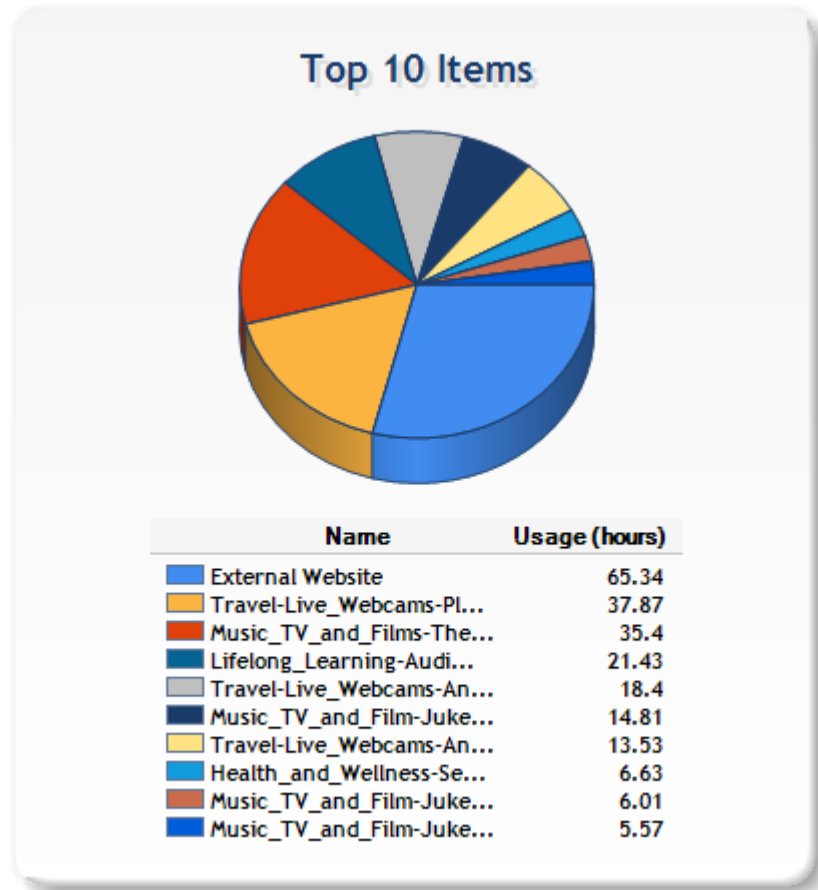 Top 10 Items
Name Usage (hours)
External Website 65.34
Travel-Live_Webcams-Pl... 37.87
Music_TV_and_Films-The... 35.4
Lifelong_Learning-Audi... 21.43
Travel-Live_Webcams-An... 18.4
Music_TV_and_Film-Juke... 14.81
Travel-Live_Webcams-An... 13.53
Health_and_Wellness-Se... 6.63
Music_TV_and_Film-Juke... 6.01
Music_TV_and_Film-Juke... 5.57